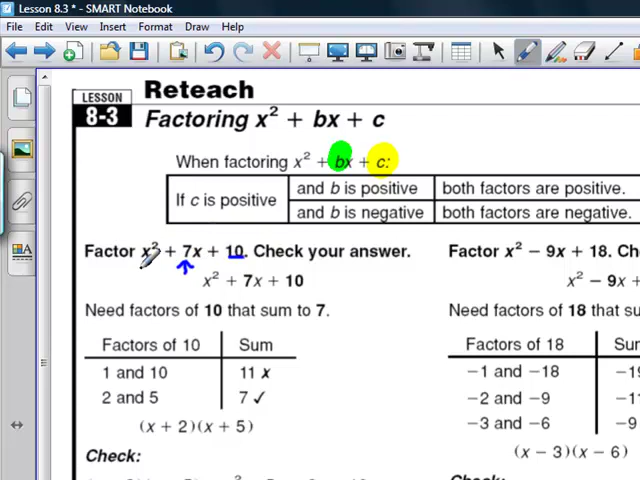 Lesson 8.3 * - SMART Notebook
File Edit View Insert Format Draw Help
LESSON
8-3
Reteach
Factoring x² + bx + c
When factoring x² + bx + c:
If c is positive
and b is positive both factors are positive.
and b is negative both factors are negative.
Factor x² + 7x + 10. Check your answer.
x² + 7x + 10
Need factors of 10 that sum to 7.
Factors of 10 Sum
1 and 10 11 ✗
2 and 5 7 ✓
(x + 2)(x + 5)
Check:
Factor x² − 9x + 18.
x² − 9x +
Need factors of 18 that
Factors of 18
−1 and −18
−2 and −9
−3 and −6 −9
(x − 3)(x − 6)